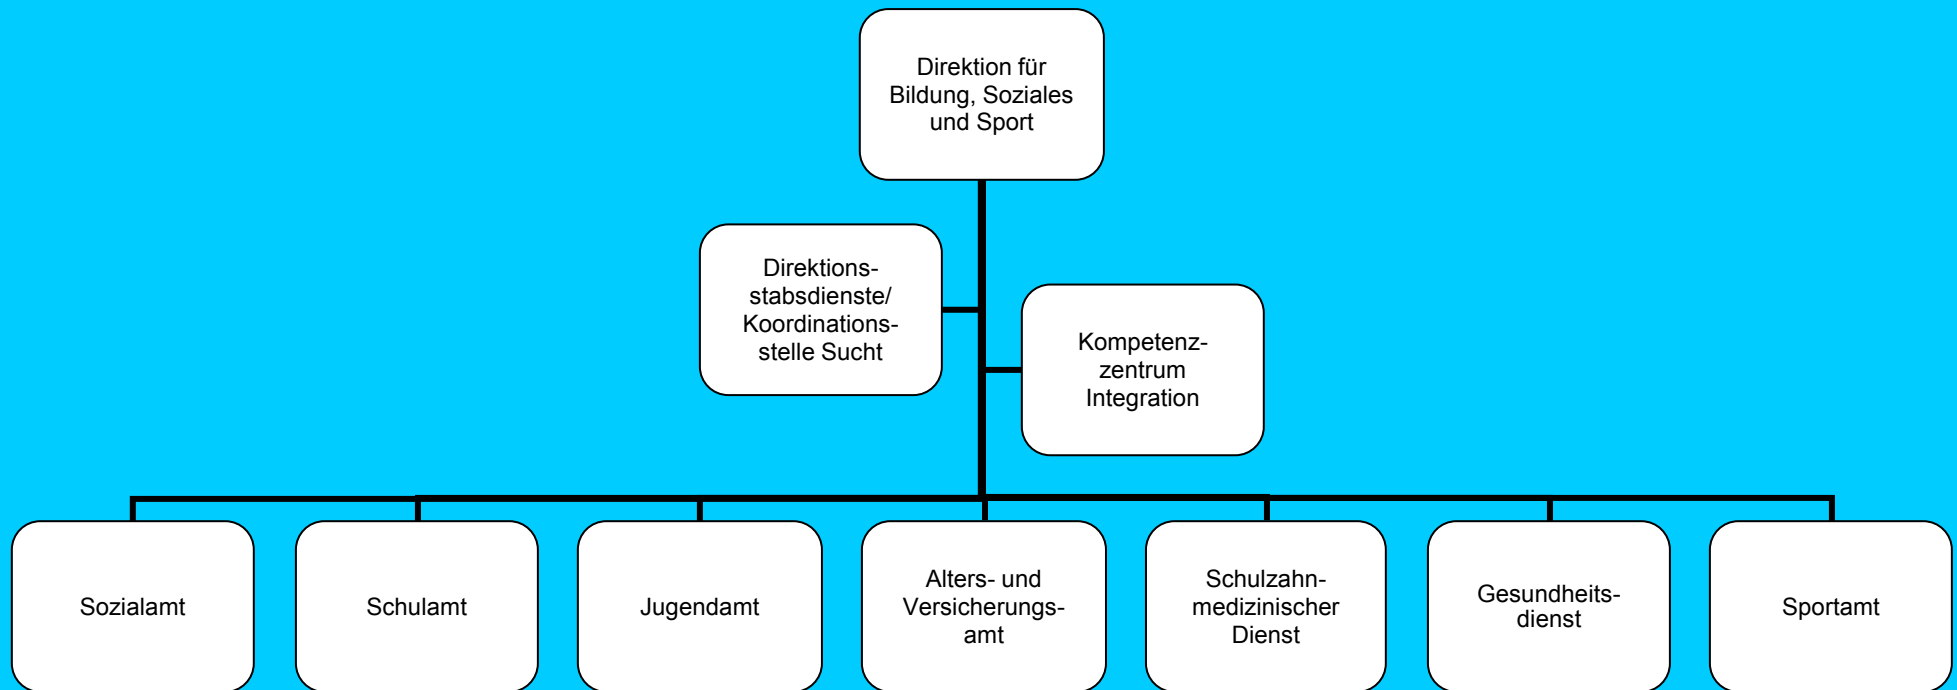 Direktion für
Bildung, Soziales
und Sport
Direktions-
stabsdienste/
Koordinations-
stelle Sucht
Kompetenz-
zentrum
Integration
Sozialamt
Schulamt
Jugendamt
Alters- und
Versicherungs-
amt
Schulzahn-
medizinischer
Dienst
Gesundheits-
dienst
Sportamt